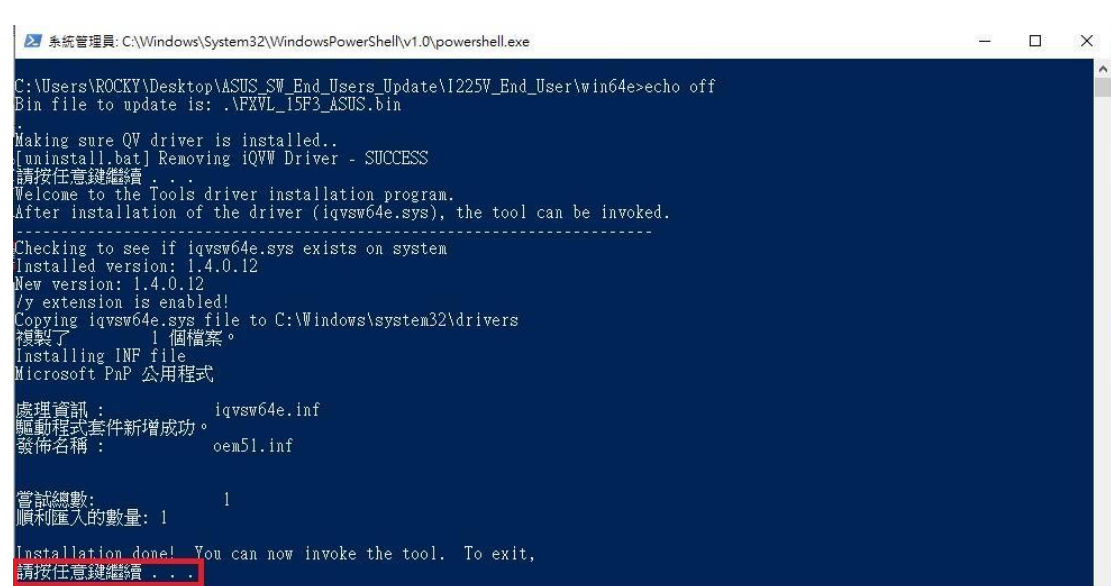 系統管理員: C:\Windows\System32\WindowsPowerShell\v1.0\powershell.exe
C:\Users\ROCKY\Desktop\ASUS_SW_End_Users_Update\I225V_End_User\win64e>echo off
Bin file to update is: .\FXVL_15F3_ASUS.bin
.
Making sure QV driver is installed..
[uninstall.bat] Removing iQVW Driver - SUCCESS
請按任意鍵繼續 . . .
Welcome to the Tools driver installation program.
After installation of the driver (iqvsw64e.sys), the tool can be invoked.
-----------------------------------------------------------------------
Checking to see if iqvsw64e.sys exists on system
Installed version: 1.4.0.12
New version: 1.4.0.12
/y extension is enabled!
Copying iqvsw64e.sys file to C:\Windows\system32\drivers
複製了         1 個檔案。
Installing INF file
Microsoft PnP 公用程式
處理資訊 :            iqvsw64e.inf
驅動程式套件新增成功。
發佈名稱 :            oem51.inf
嘗試總數:              1
順利匯入的數量: 1
Installation done!  You can now invoke the tool.  To exit,
請按任意鍵繼續 . . .